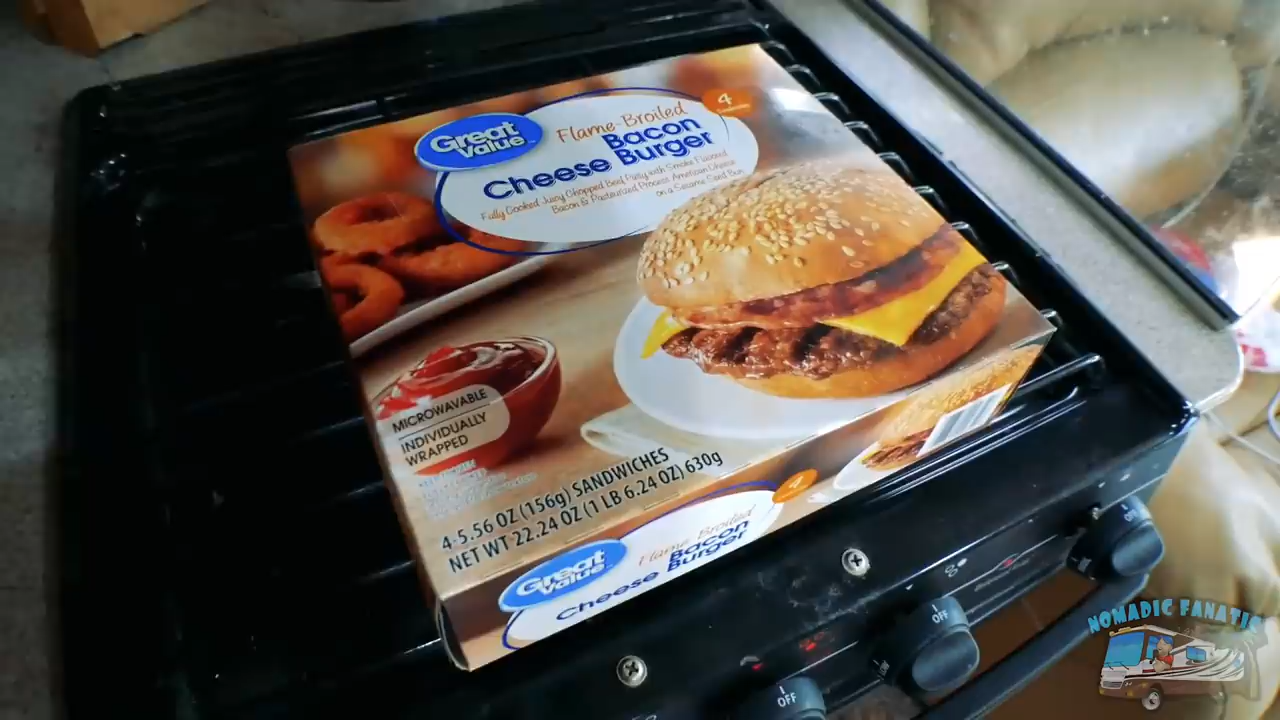 Great
Value™
Flame-Broiled
Bacon
Cheese Burger
4
Fully Cooked Juicy Chopped Beef Patty with Smoke Flavored
Bacon & Pasteurized Process American Cheese
on a Sesame Seed Bun
MICROWAVABLE
INDIVIDUALLY
WRAPPED
4-5.56 OZ (156g) SANDWICHES
NET WT 22.24 OZ (1 LB 6.24 OZ) 630g
Great
Value™
Flame Broiled
Bacon
Cheese Burger
4
OFF
OFF
OFF
NOMADIC FANATIC